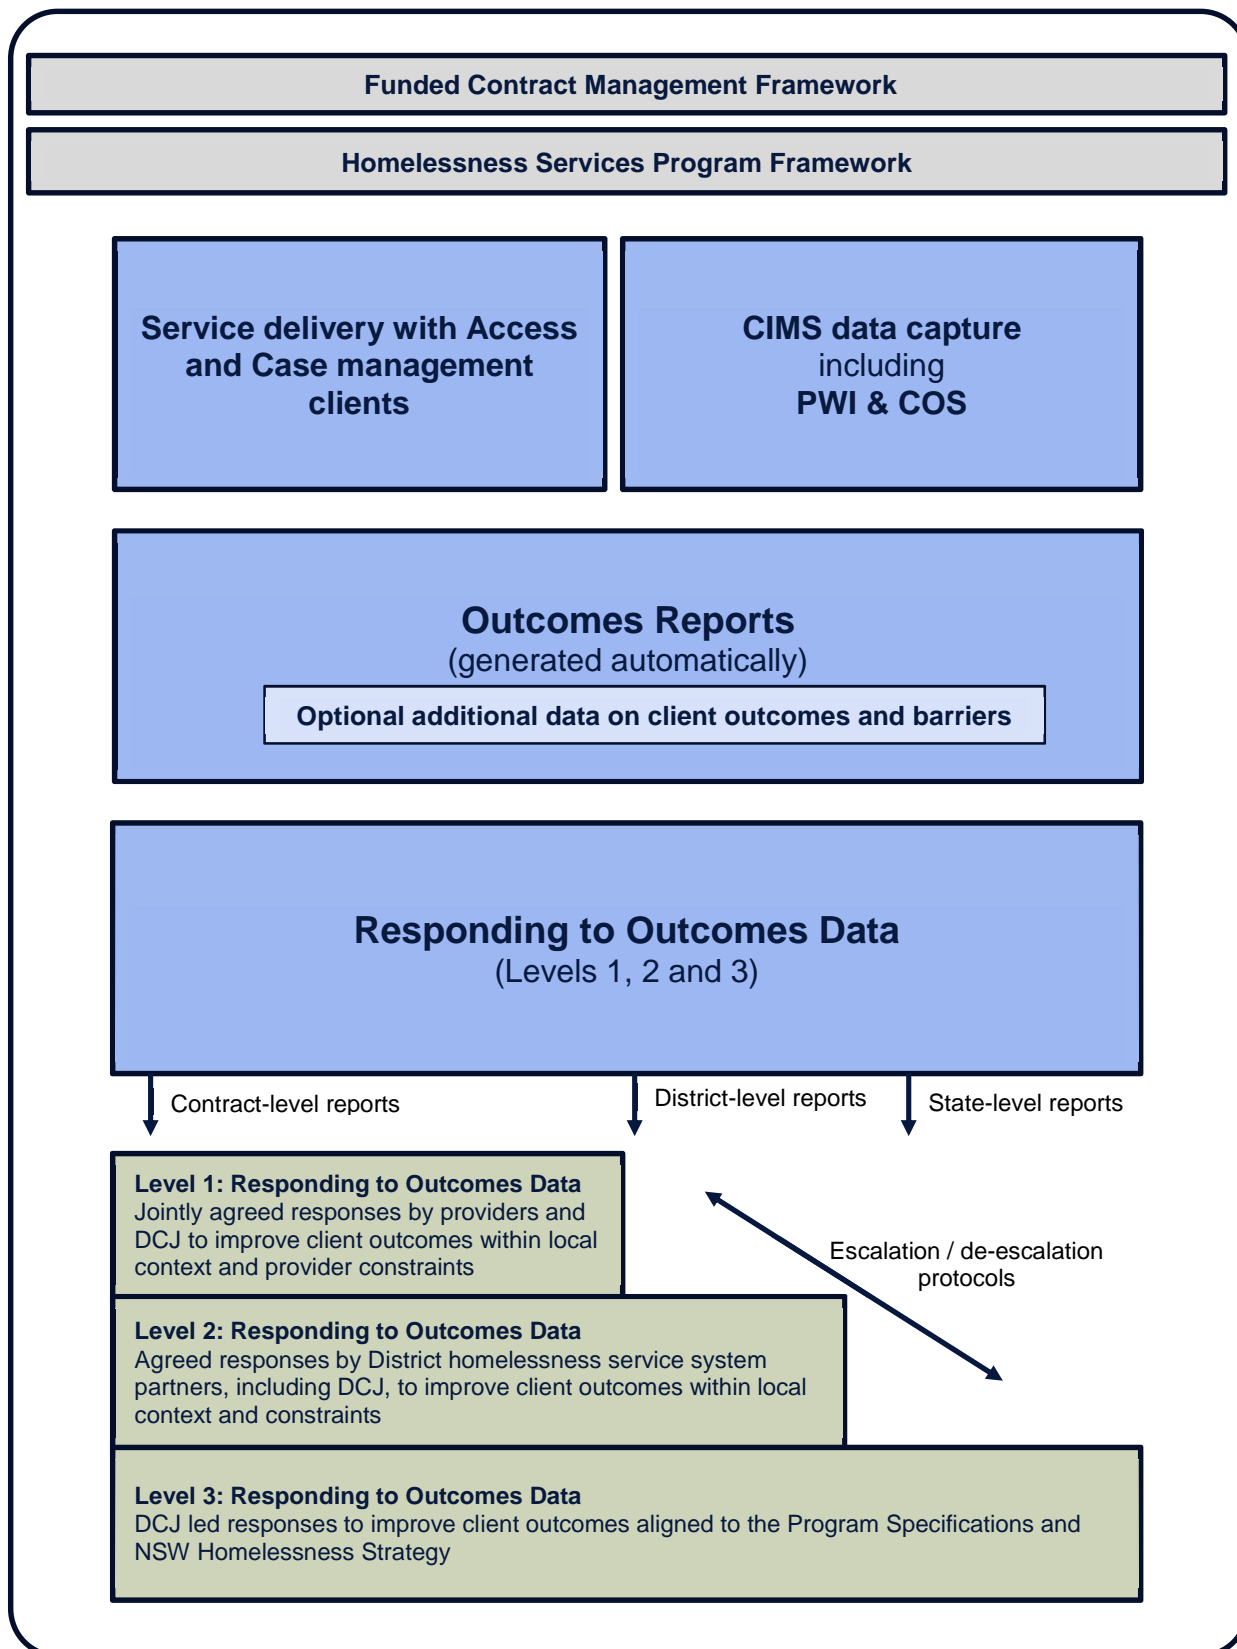 Funded Contract Management Framework
Homelessness Services Program Framework
Service delivery with Access
and Case management
clients
CIMS data capture
including
PWI & COS
Outcomes Reports
(generated automatically)
Optional additional data on client outcomes and barriers
Responding to Outcomes Data
(Levels 1, 2 and 3)
Contract-level reports
District-level reports
State-level reports
Level 1: Responding to Outcomes Data
Jointly agreed responses by providers and
DCJ to improve client outcomes within local
context and provider constraints
Escalation / de-escalation
protocols
Level 2: Responding to Outcomes Data
Agreed responses by District homelessness service system
partners, including DCJ, to improve client outcomes within local
context and constraints
Level 3: Responding to Outcomes Data
DCJ led responses to improve client outcomes aligned to the Program Specifications and
NSW Homelessness Strategy